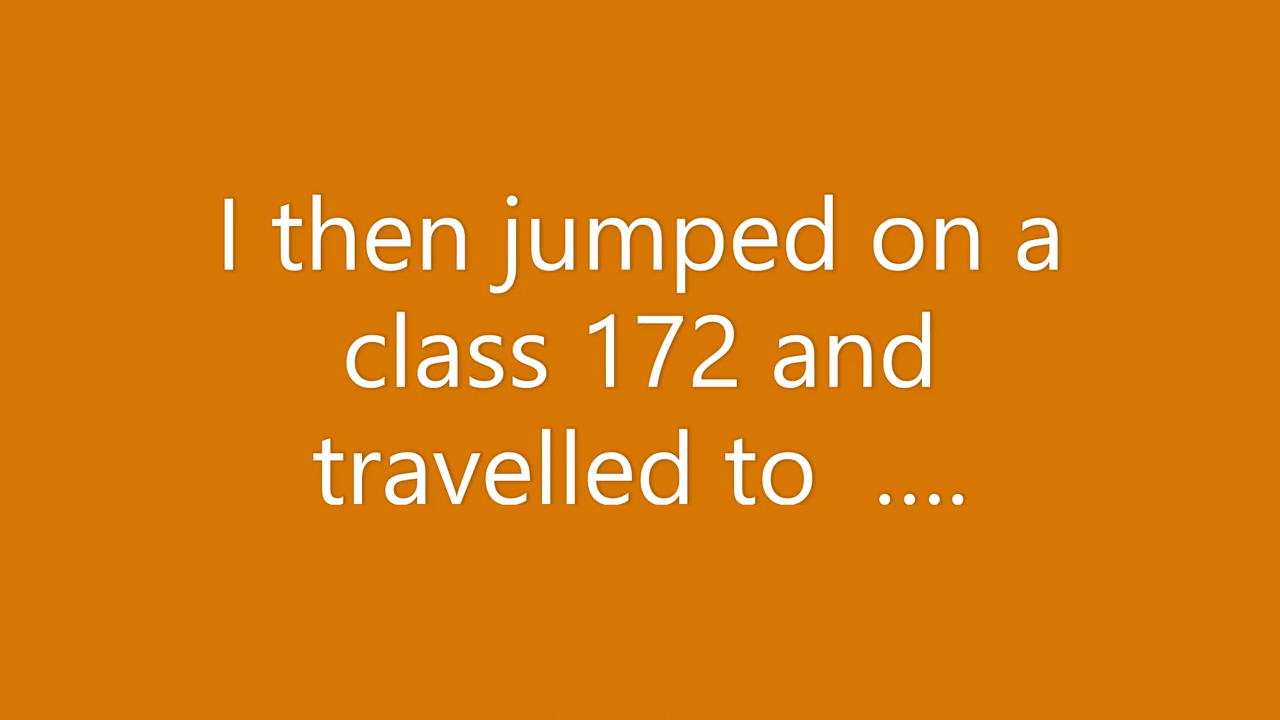 I then jumped on a
class 172 and
travelled to  ....